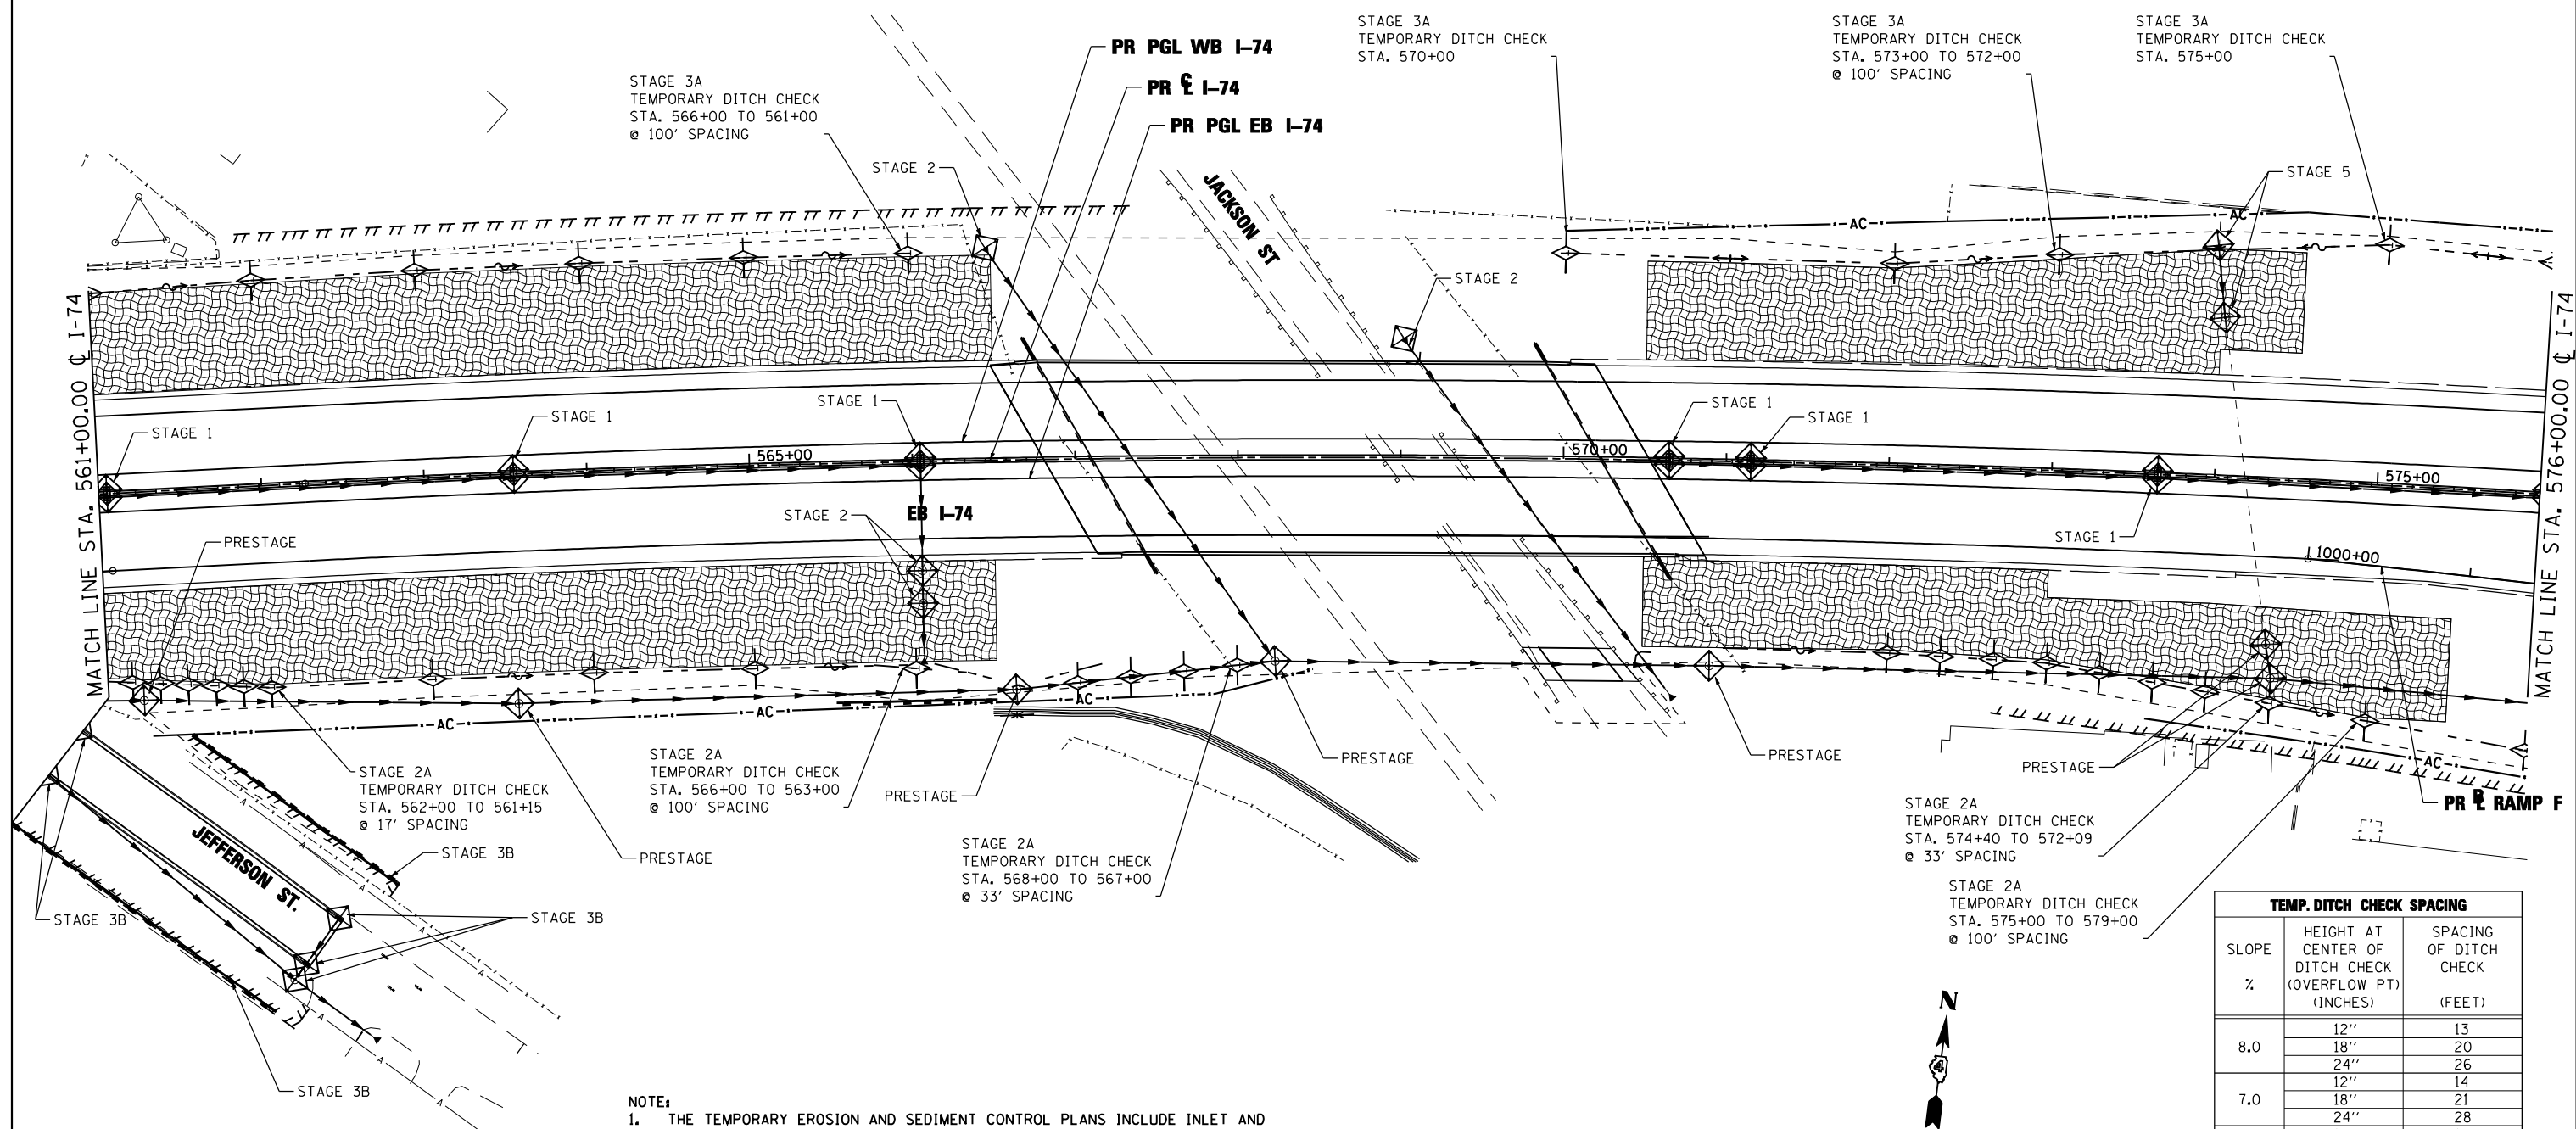 STAGE 3A
TEMPORARY DITCH CHECK
STA. 570+00
STAGE 3A
TEMPORARY DITCH CHECK
STA. 573+00 TO 572+00
@ 100' SPACING
STAGE 3A
TEMPORARY DITCH CHECK
STA. 575+00
PR PGL WB I-74
PR ℄ I-74
PR PGL EB I-74
STAGE 3A
TEMPORARY DITCH CHECK
STA. 566+00 TO 561+00
@ 100' SPACING
STAGE 2
JACKSON ST
STAGE 5
AC
AC
STAGE 2
MATCH LINE STA. 561+00.00 ℄ I-74
MATCH LINE STA. 576+00.00 ℄ I-74
STAGE 1
STAGE 1
STAGE 1
STAGE 1
STAGE 1
565+00
570+00
575+00
STAGE 2
EB I-74
STAGE 1
PRESTAGE
1000+00
AC
AC
AC
AC
STAGE 2A
TEMPORARY DITCH CHECK
STA. 562+00 TO 561+15
@ 17' SPACING
STAGE 2A
TEMPORARY DITCH CHECK
STA. 566+00 TO 563+00
@ 100' SPACING
PRESTAGE
PRESTAGE
PRESTAGE
PRESTAGE
PR ⅊ RAMP F
STAGE 2A
TEMPORARY DITCH CHECK
STA. 574+40 TO 572+09
@ 33' SPACING
JEFFERSON ST.
STAGE 3B
PRESTAGE
STAGE 2A
TEMPORARY DITCH CHECK
STA. 568+00 TO 567+00
@ 33' SPACING
STAGE 2A
TEMPORARY DITCH CHECK
STA. 575+00 TO 579+00
@ 100' SPACING
STAGE 3B
STAGE 3B
STAGE 3B
A
A
A
A
A
A
A
N
4
TEMP. DITCH CHECK SPACING
SLOPE %
HEIGHT AT CENTER OF DITCH CHECK (OVERFLOW PT) (INCHES)
SPACING OF DITCH CHECK (FEET)
8.0
12'' 13
18'' 20
24'' 26
7.0
12'' 14
18'' 21
24'' 28
NOTE:
1. THE TEMPORARY EROSION AND SEDIMENT CONTROL PLANS INCLUDE INLET AND